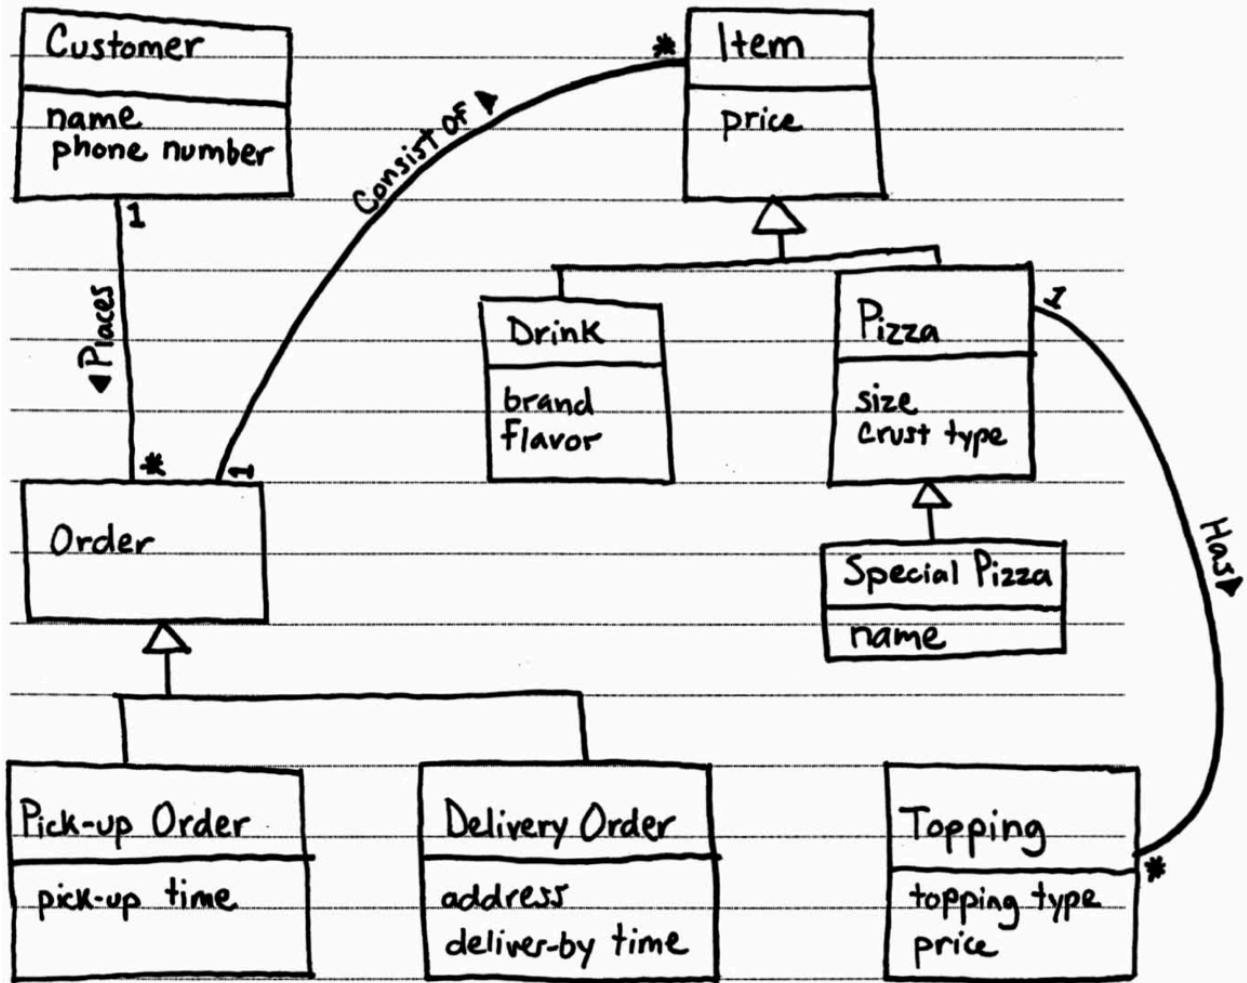 Customer
name
phone number
1
Places
*
Consist of
*
1
Item
price
Drink
brand
flavor
Pizza
size
crust type
1
Has
*
Special Pizza
name
Order
Pick-up Order
pick-up time
Delivery Order
address
deliver-by time
Topping
topping type
price